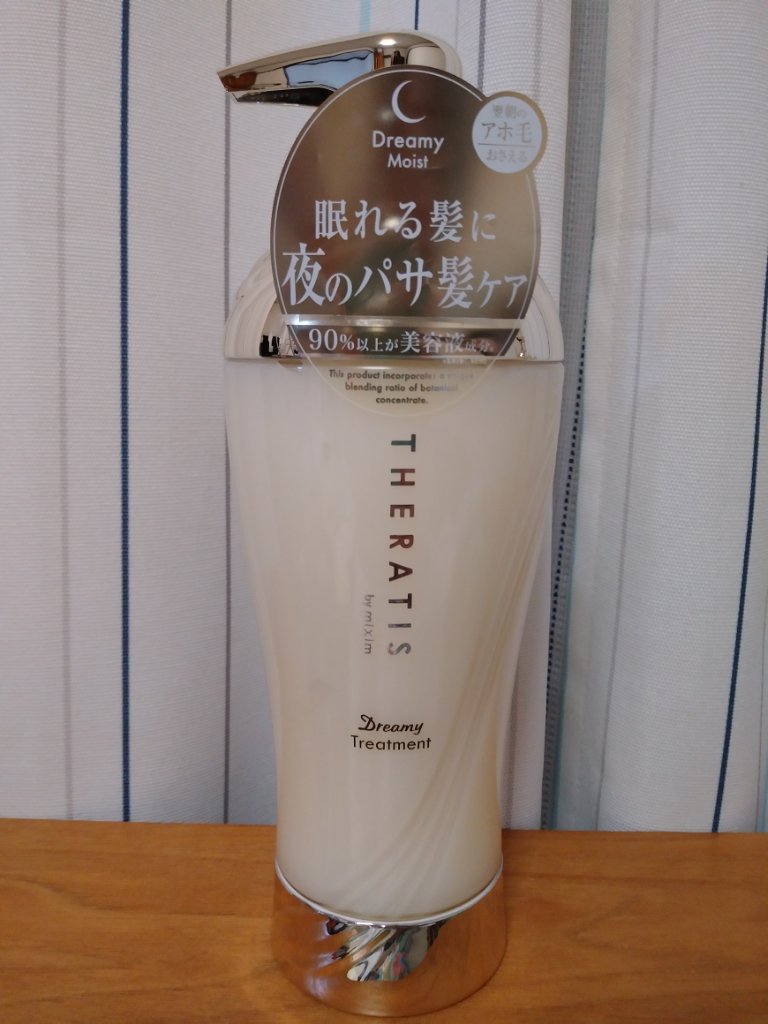 Dreamy
Moist
翌朝の
アホ毛
おさえる
眠れる髪に
夜のパサ髪ケア
90%以上が美容液成分
This product incorporates a unique
blending ratio of botanical
concentrate.
THERATIS
by mixim
Dreamy
Treatment